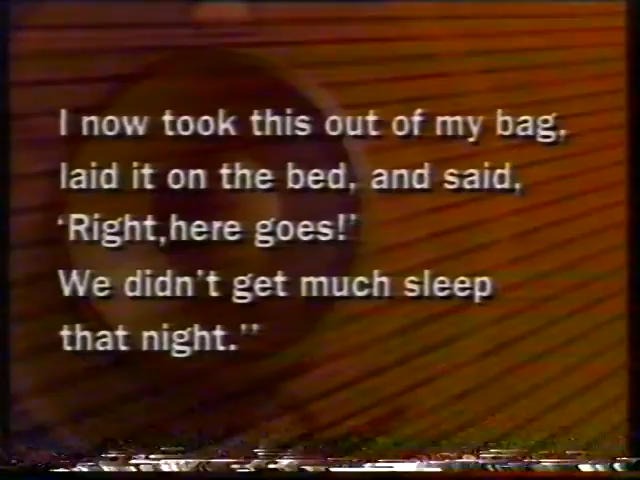 I now took this out of my bag,
laid it on the bed, and said,
‘Right,here goes!’
We didn't get much sleep
that night.”